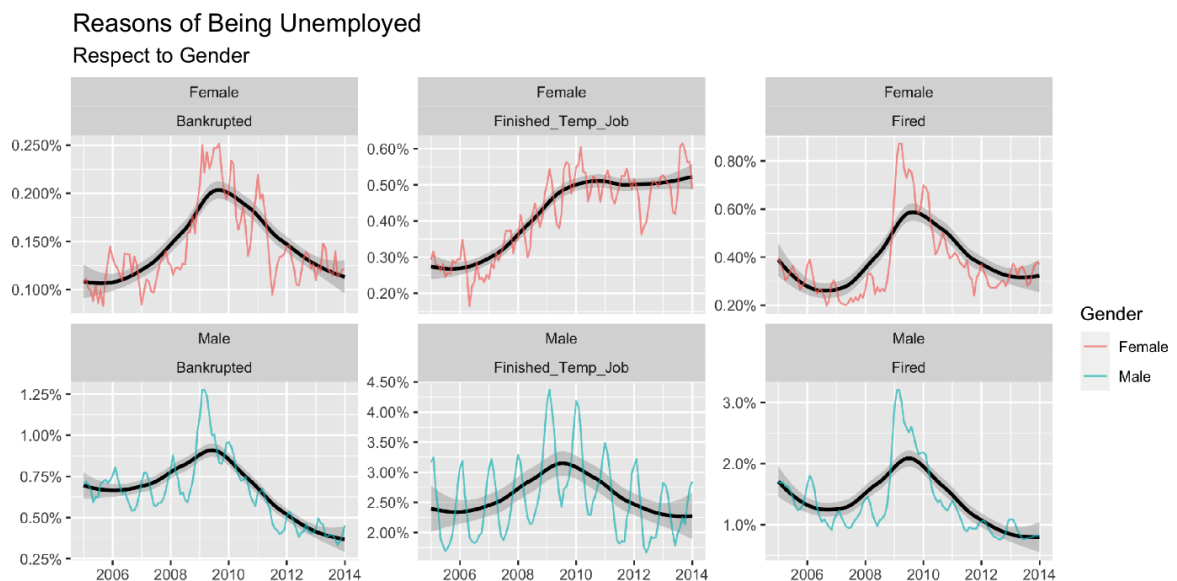 Reasons of Being Unemployed
Respect to Gender
Female Female Female
Bankrupted Finished_Temp_Job Fired
0.250%
0.200%
0.150%
0.100%
0.60%
0.50%
0.40%
0.30%
0.20%
0.80%
0.60%
0.40%
0.20%
Male Male Male
Bankrupted Finished_Temp_Job Fired
1.25%
1.00%
0.75%
0.50%
0.25%
4.50%
4.00%
3.50%
3.00%
2.50%
2.00%
3.0%
2.0%
1.0%
2006 2008 2010 2012 2014 2006 2008 2010 2012 2014 2006 2008 2010 2012 2014
Gender
Female
Male